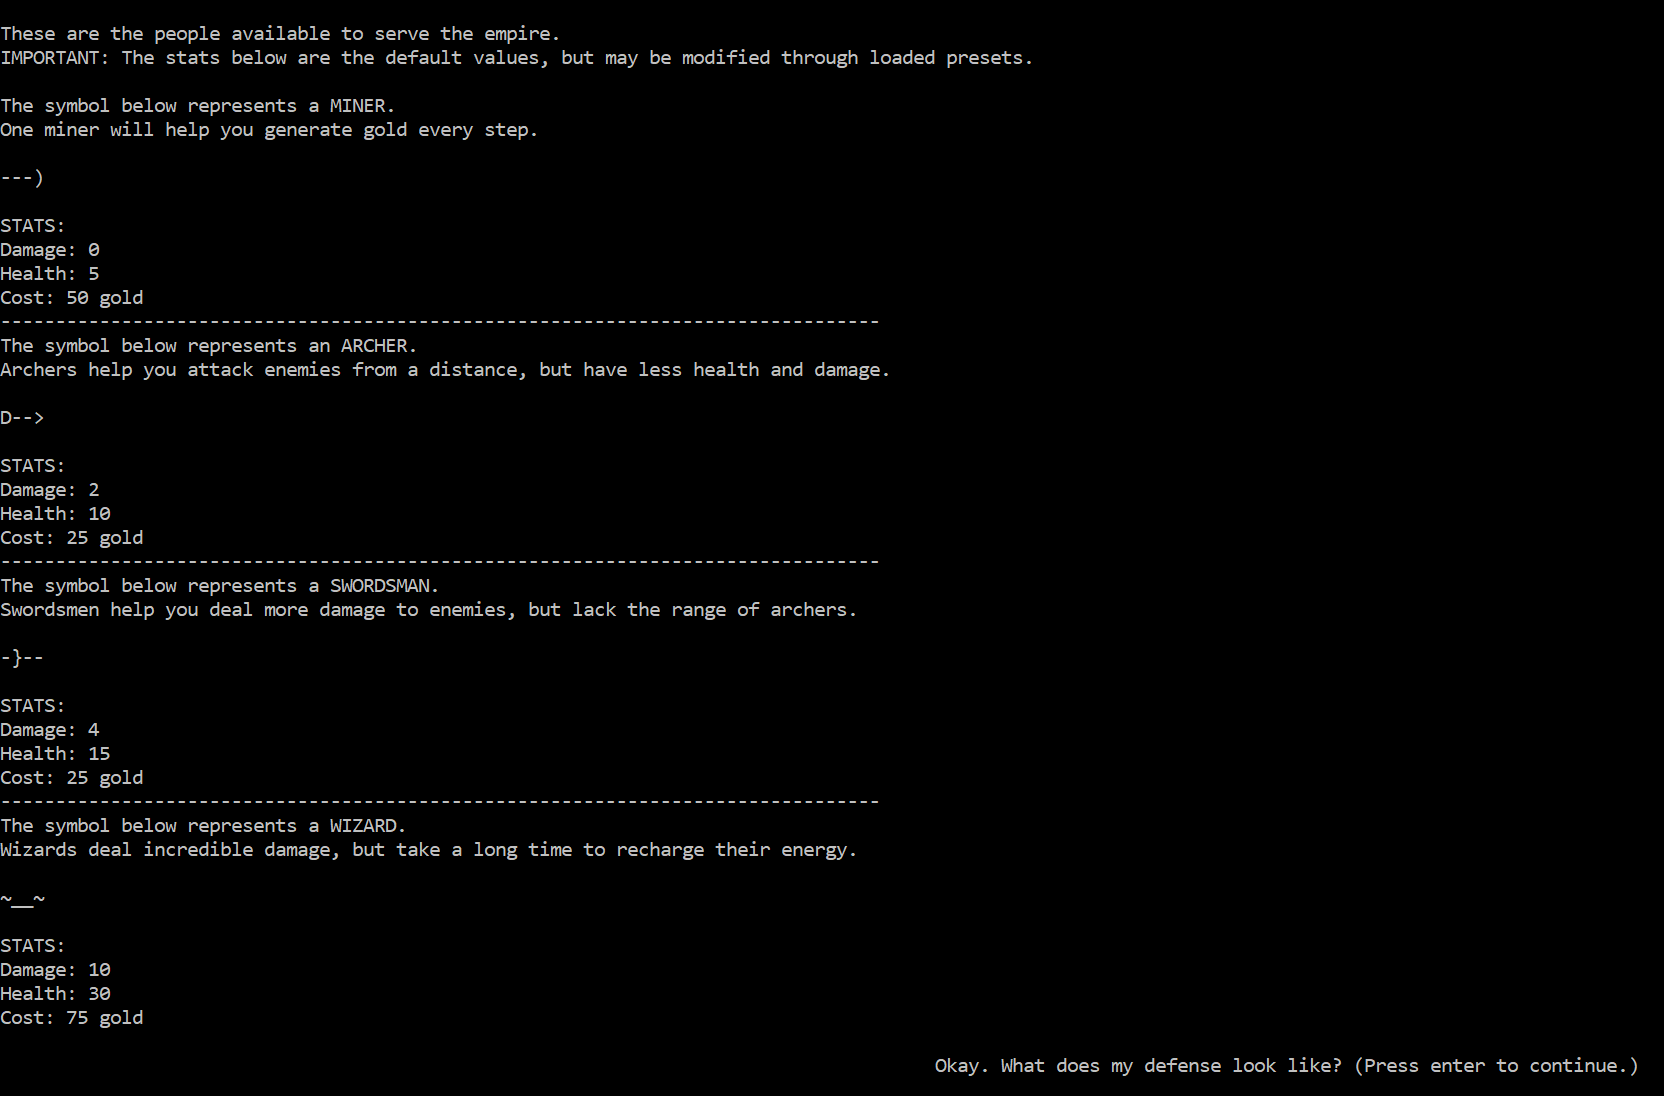 These are the people available to serve the empire.
IMPORTANT: The stats below are the default values, but may be modified through loaded presets.
The symbol below represents a MINER.
One miner will help you generate gold every step.
---)
STATS:
Damage: 0
Health: 5
Cost: 50 gold
--------------------------------------------------------------------------------
The symbol below represents an ARCHER.
Archers help you attack enemies from a distance, but have less health and damage.
D-->
STATS:
Damage: 2
Health: 10
Cost: 25 gold
--------------------------------------------------------------------------------
The symbol below represents a SWORDSMAN.
Swordsmen help you deal more damage to enemies, but lack the range of archers.
-}--
STATS:
Damage: 4
Health: 15
Cost: 25 gold
--------------------------------------------------------------------------------
The symbol below represents a WIZARD.
Wizards deal incredible damage, but take a long time to recharge their energy.
~__~
STATS:
Damage: 10
Health: 30
Cost: 75 gold
Okay. What does my defense look like? (Press enter to continue.)